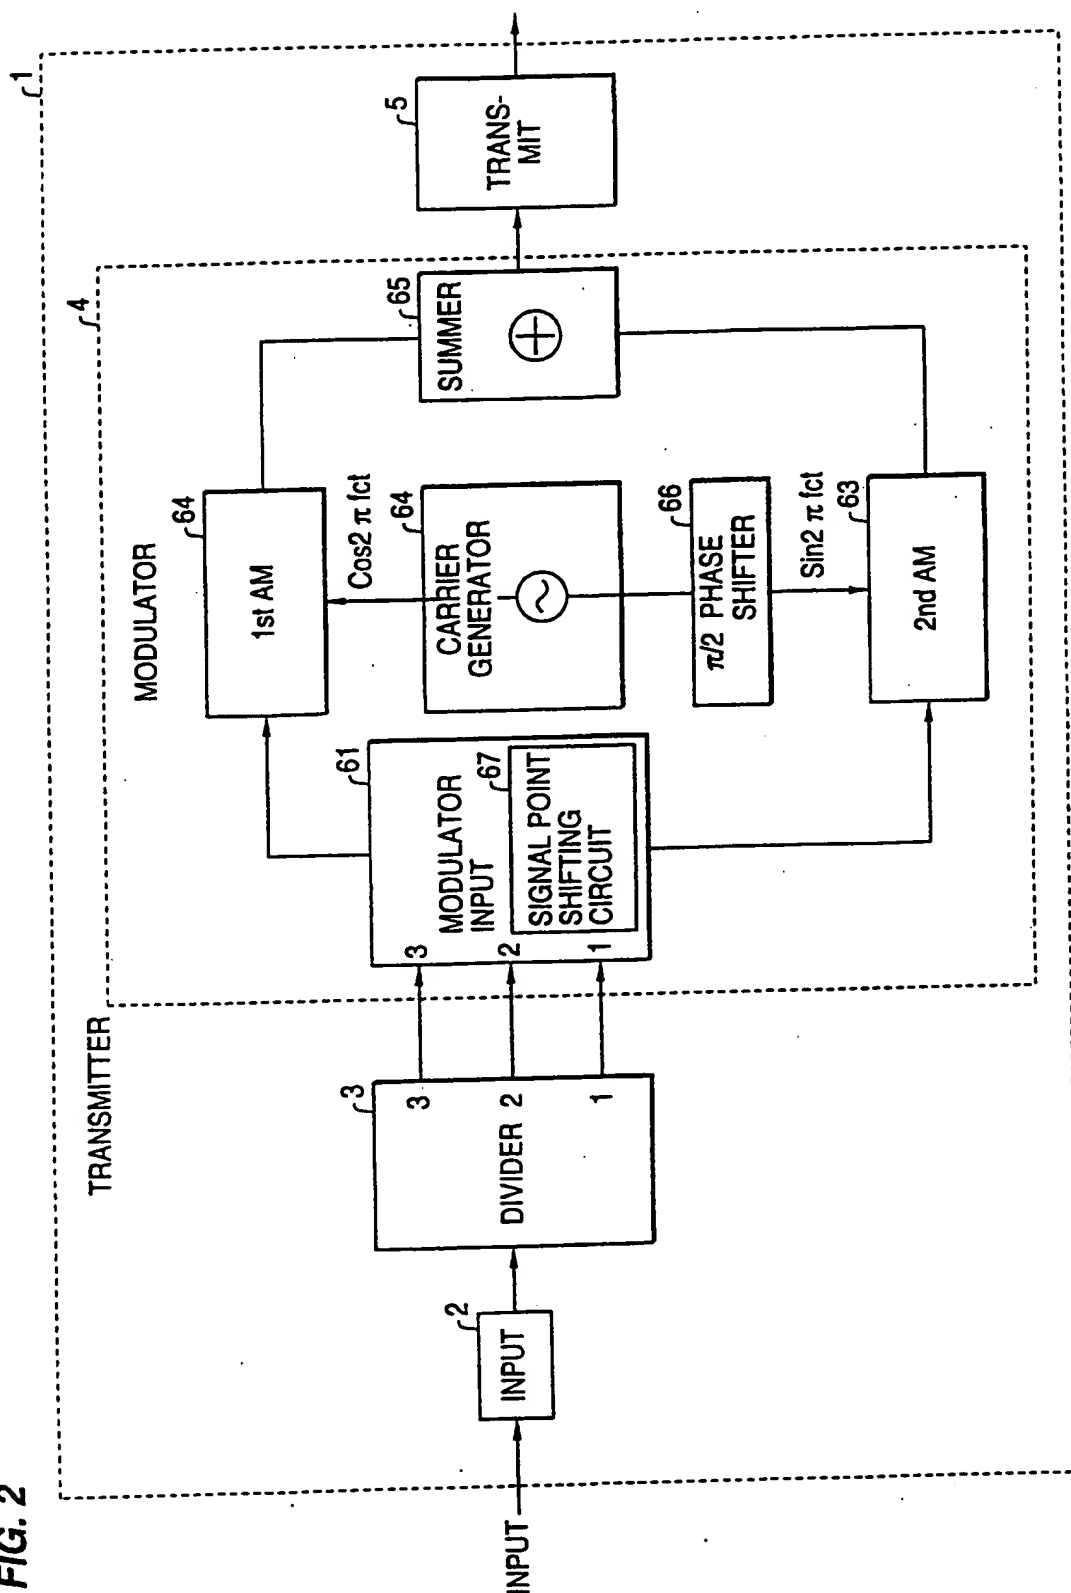 FIG. 2
TRANSMITTER
1
MODULATOR
4
INPUT
2
INPUT
3
DIVIDER
3
2
1
61
MODULATOR
INPUT
3
2
1
67
SIGNAL POINT
SHIFTING
CIRCUIT
64
1st AM
Cos2 π fct
64
CARRIER
GENERATOR
66
π/2 PHASE
SHIFTER
Sin2 π fct
63
2nd AM
65
SUMMER
5
TRANS-
MIT